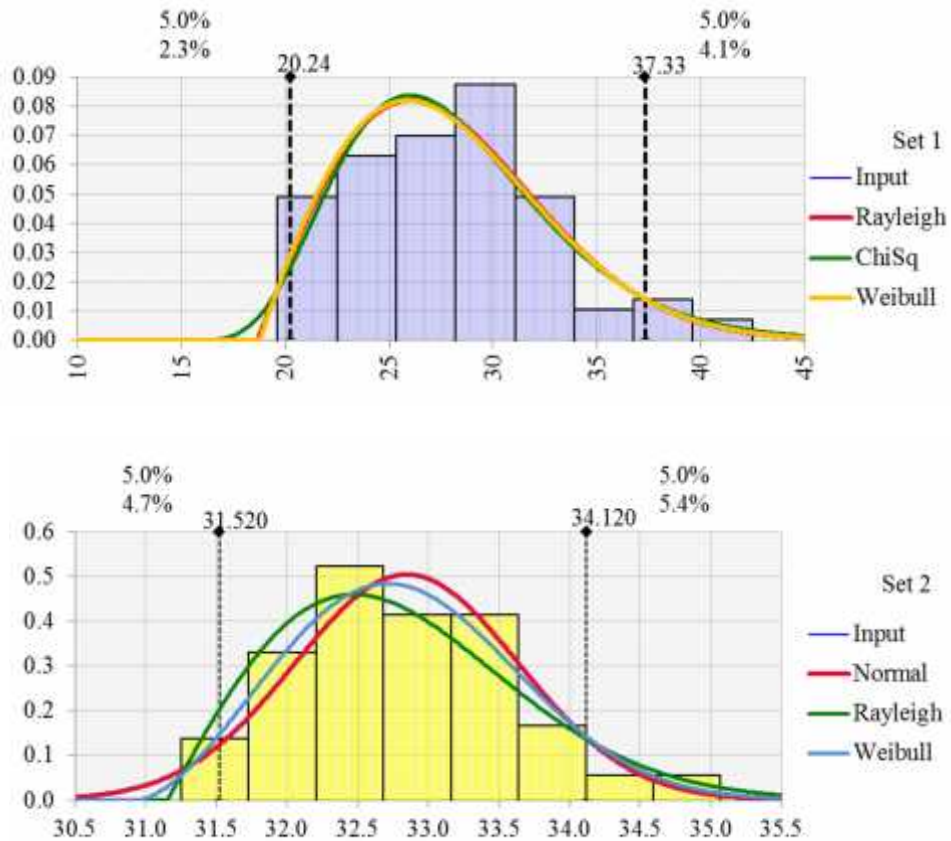 5.0% 5.0%
2.3% 4.1%
20.24 37.33
0.09
0.08
0.07
0.06
0.05
0.04
0.03
0.02
0.01
0.00
10 15 20 25 30 35 40 45
Set 1
Input
Rayleigh
ChiSq
Weibull
5.0% 5.0%
4.7% 5.4%
31.520 34.120
0.6
0.5
0.4
0.3
0.2
0.1
0.0
30.5 31.0 31.5 32.0 32.5 33.0 33.5 34.0 34.5 35.0 35.5
Set 2
Input
Normal
Rayleigh
Weibull